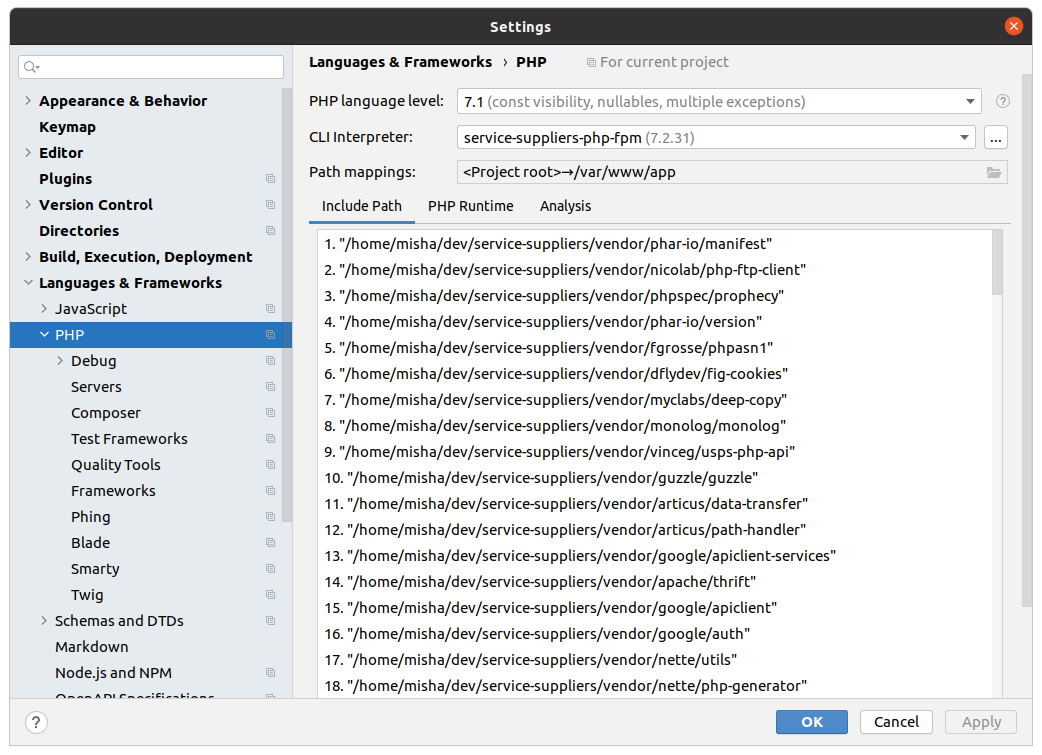 Settings
Appearance & Behavior
Keymap
Editor
Plugins
Version Control
Directories
Build, Execution, Deployment
Languages & Frameworks
JavaScript
PHP
Debug
Servers
Composer
Test Frameworks
Quality Tools
Frameworks
Phing
Blade
Smarty
Twig
Schemas and DTDs
Markdown
Node.js and NPM
OpenAPI Specifications
Languages & Frameworks › PHP For current project
PHP language level: 7.1 (const visibility, nullables, multiple exceptions) ?
CLI Interpreter: service-suppliers-php-fpm (7.2.31) ...
Path mappings: <Project root>→/var/www/app
Include Path PHP Runtime Analysis
1. "/home/misha/dev/service-suppliers/vendor/phar-io/manifest"
2. "/home/misha/dev/service-suppliers/vendor/nicolab/php-ftp-client"
3. "/home/misha/dev/service-suppliers/vendor/phpspec/prophecy"
4. "/home/misha/dev/service-suppliers/vendor/phar-io/version"
5. "/home/misha/dev/service-suppliers/vendor/fgrosse/phpasn1"
6. "/home/misha/dev/service-suppliers/vendor/dflydev/fig-cookies"
7. "/home/misha/dev/service-suppliers/vendor/myclabs/deep-copy"
8. "/home/misha/dev/service-suppliers/vendor/monolog/monolog"
9. "/home/misha/dev/service-suppliers/vendor/vinceg/usps-php-api"
10. "/home/misha/dev/service-suppliers/vendor/guzzle/guzzle"
11. "/home/misha/dev/service-suppliers/vendor/articus/data-transfer"
12. "/home/misha/dev/service-suppliers/vendor/articus/path-handler"
13. "/home/misha/dev/service-suppliers/vendor/google/apiclient-services"
14. "/home/misha/dev/service-suppliers/vendor/apache/thrift"
15. "/home/misha/dev/service-suppliers/vendor/google/apiclient"
16. "/home/misha/dev/service-suppliers/vendor/google/auth"
17. "/home/misha/dev/service-suppliers/vendor/nette/utils"
18. "/home/misha/dev/service-suppliers/vendor/nette/php-generator"
? OK Cancel Apply